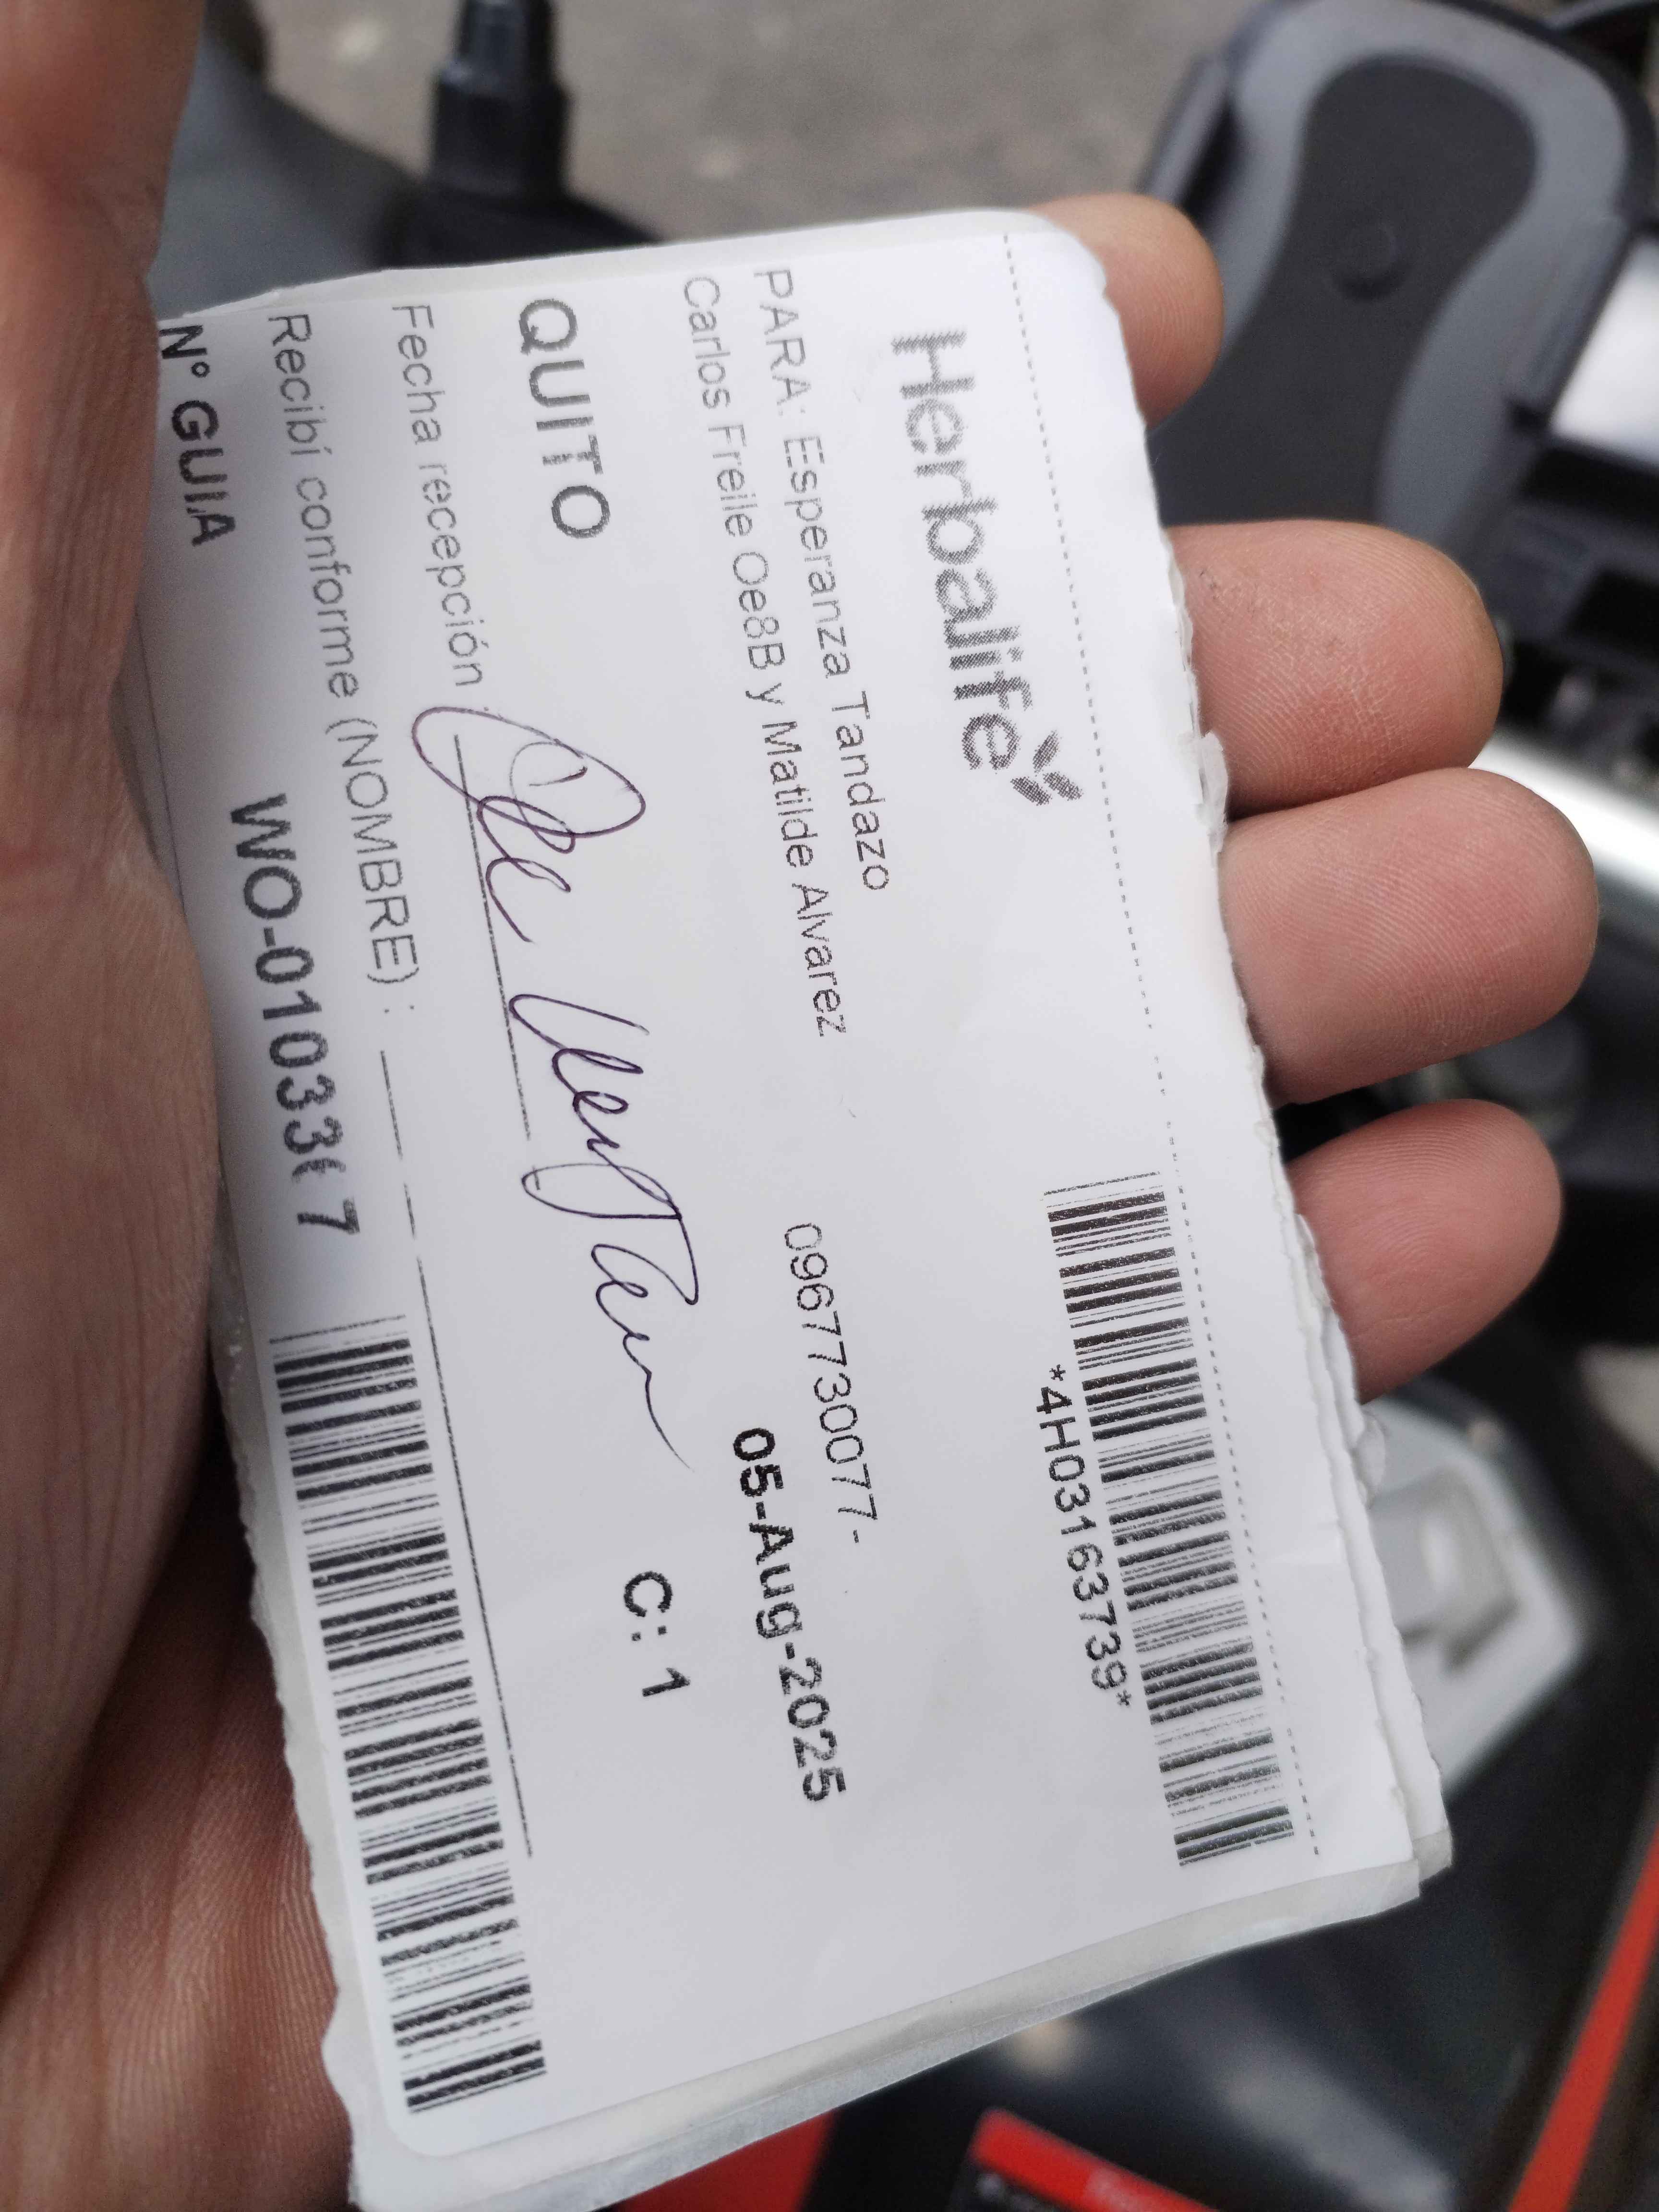 Herbalife
*4H03163739*
PARA: Esperanza Tandazo
Carlos Freile Oe8B y Matilde Alvarez 0967730077-
05-Aug-2025
QUITO
C: 1
Fecha recepción :
Recibí conforme (NOMBRE) :
N° GUIA